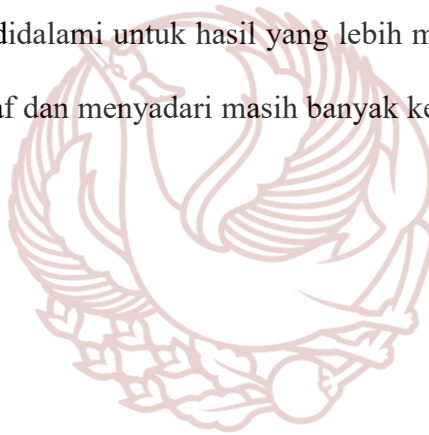 didalami untuk hasil yang lebih m
af dan menyadari masih banyak ke